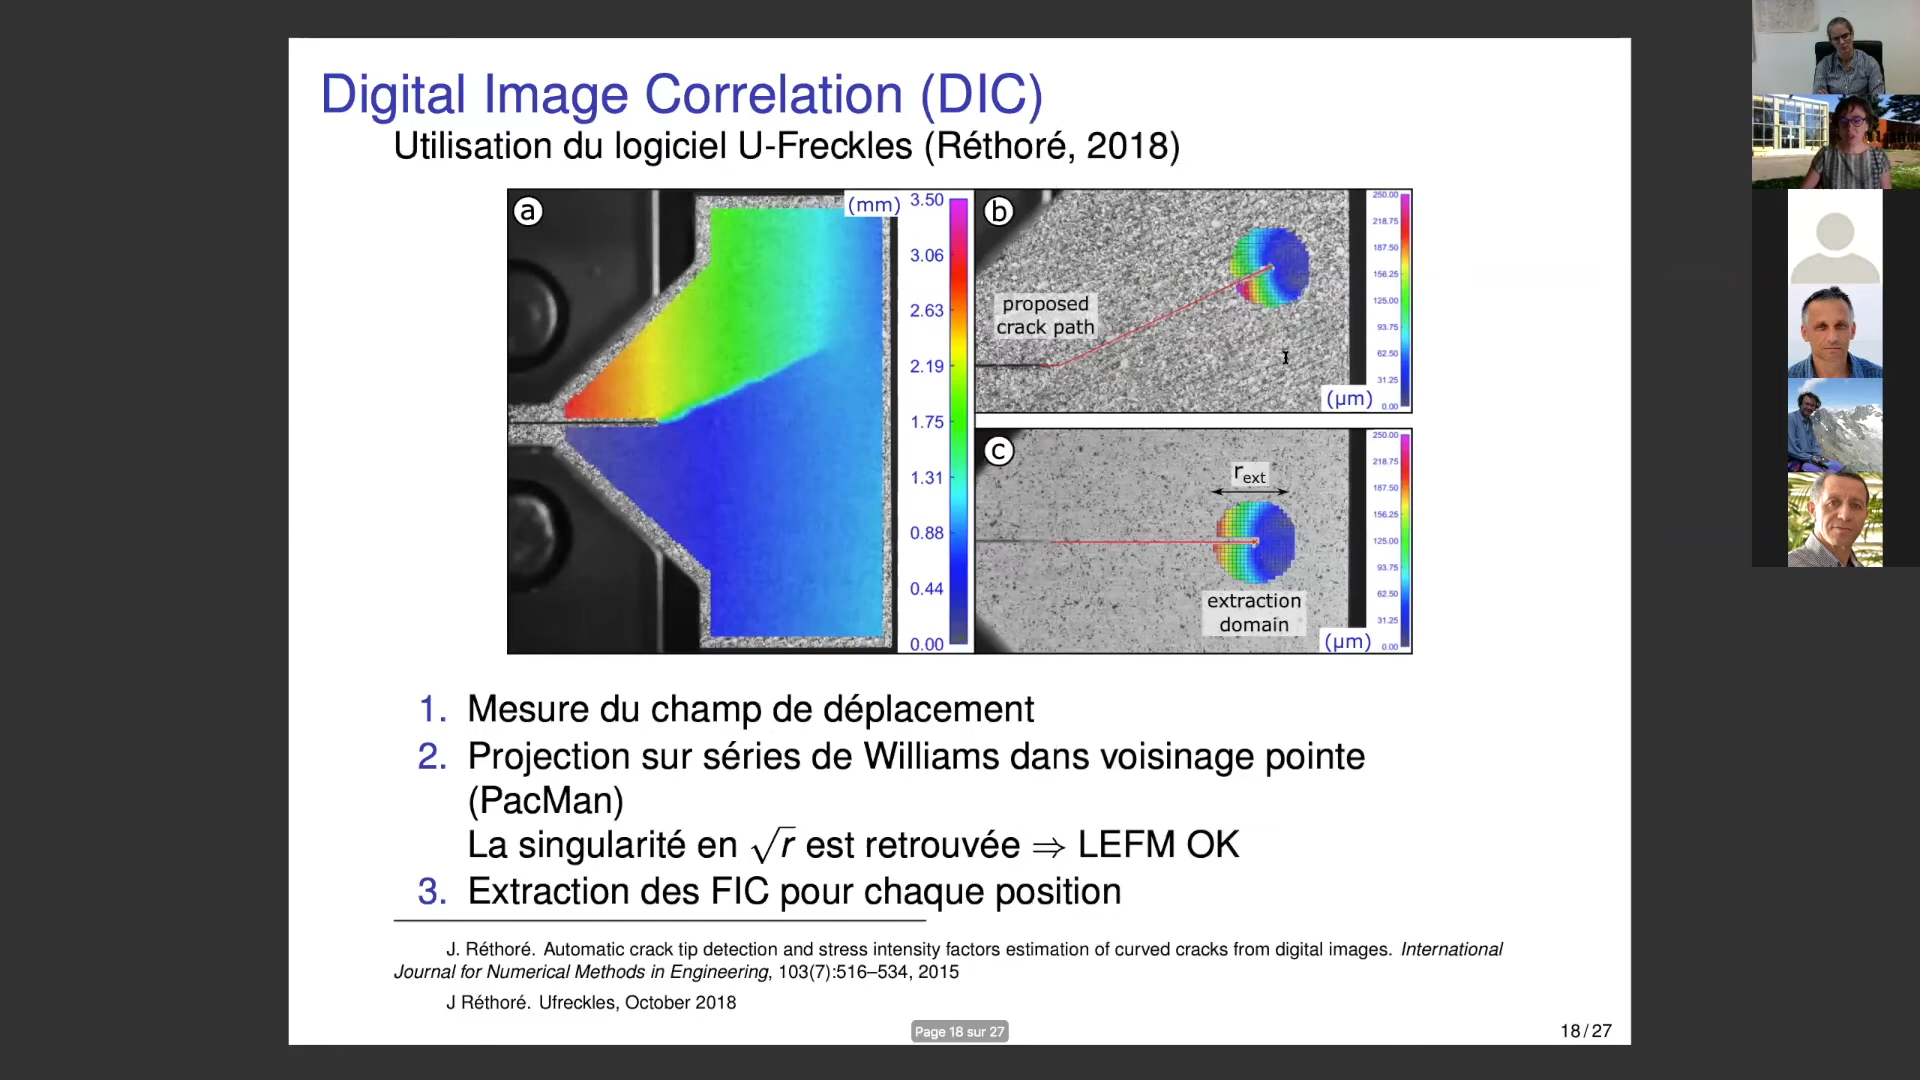 Digital Image Correlation (DIC)
Utilisation du logiciel U-Freckles (Réthoré, 2018)
a
(mm)
3.50
3.06
2.63
2.19
1.75
1.31
0.88
0.44
0.00
b
proposed
crack path
(µm)
250.00
218.75
187.50
156.25
125.00
93.75
62.50
31.25
0.00
c
rext
extraction
domain
(µm)
250.00
218.75
187.50
156.25
125.00
93.75
62.50
31.25
0.00
1. Mesure du champ de déplacement
2. Projection sur séries de Williams dans voisinage pointe
(PacMan)
La singularité en √r est retrouvée ⇒ LEFM OK
3. Extraction des FIC pour chaque position
J. Réthoré. Automatic crack tip detection and stress intensity factors estimation of curved cracks from digital images. International
Journal for Numerical Methods in Engineering, 103(7):516–534, 2015
J Réthoré. Ufreckles, October 2018
Page 18 sur 27
18/27